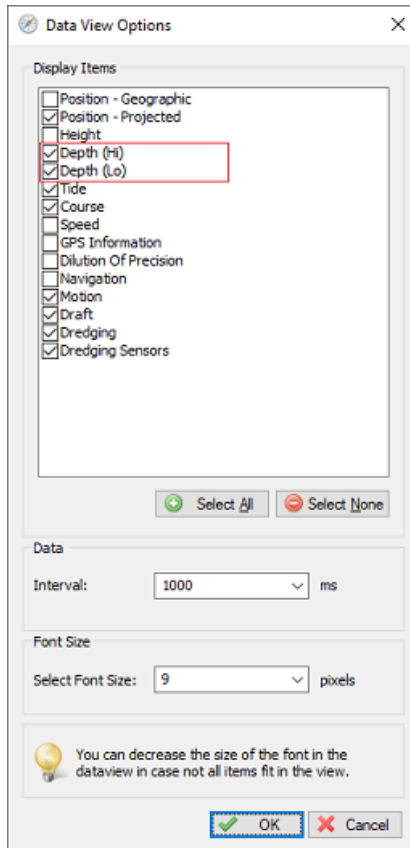 Data View Options
Display Items
Position - Geographic
Position - Projected
Height
Depth (Hi)
Depth (Lo)
Tide
Course
Speed
GPS Information
Dilution Of Precision
Navigation
Motion
Draft
Dredging
Dredging Sensors
Select All Select None
Data
Interval: 1000 ms
Font Size
Select Font Size: 9 pixels
You can decrease the size of the font in the
dataview in case not all items fit in the view.
OK Cancel